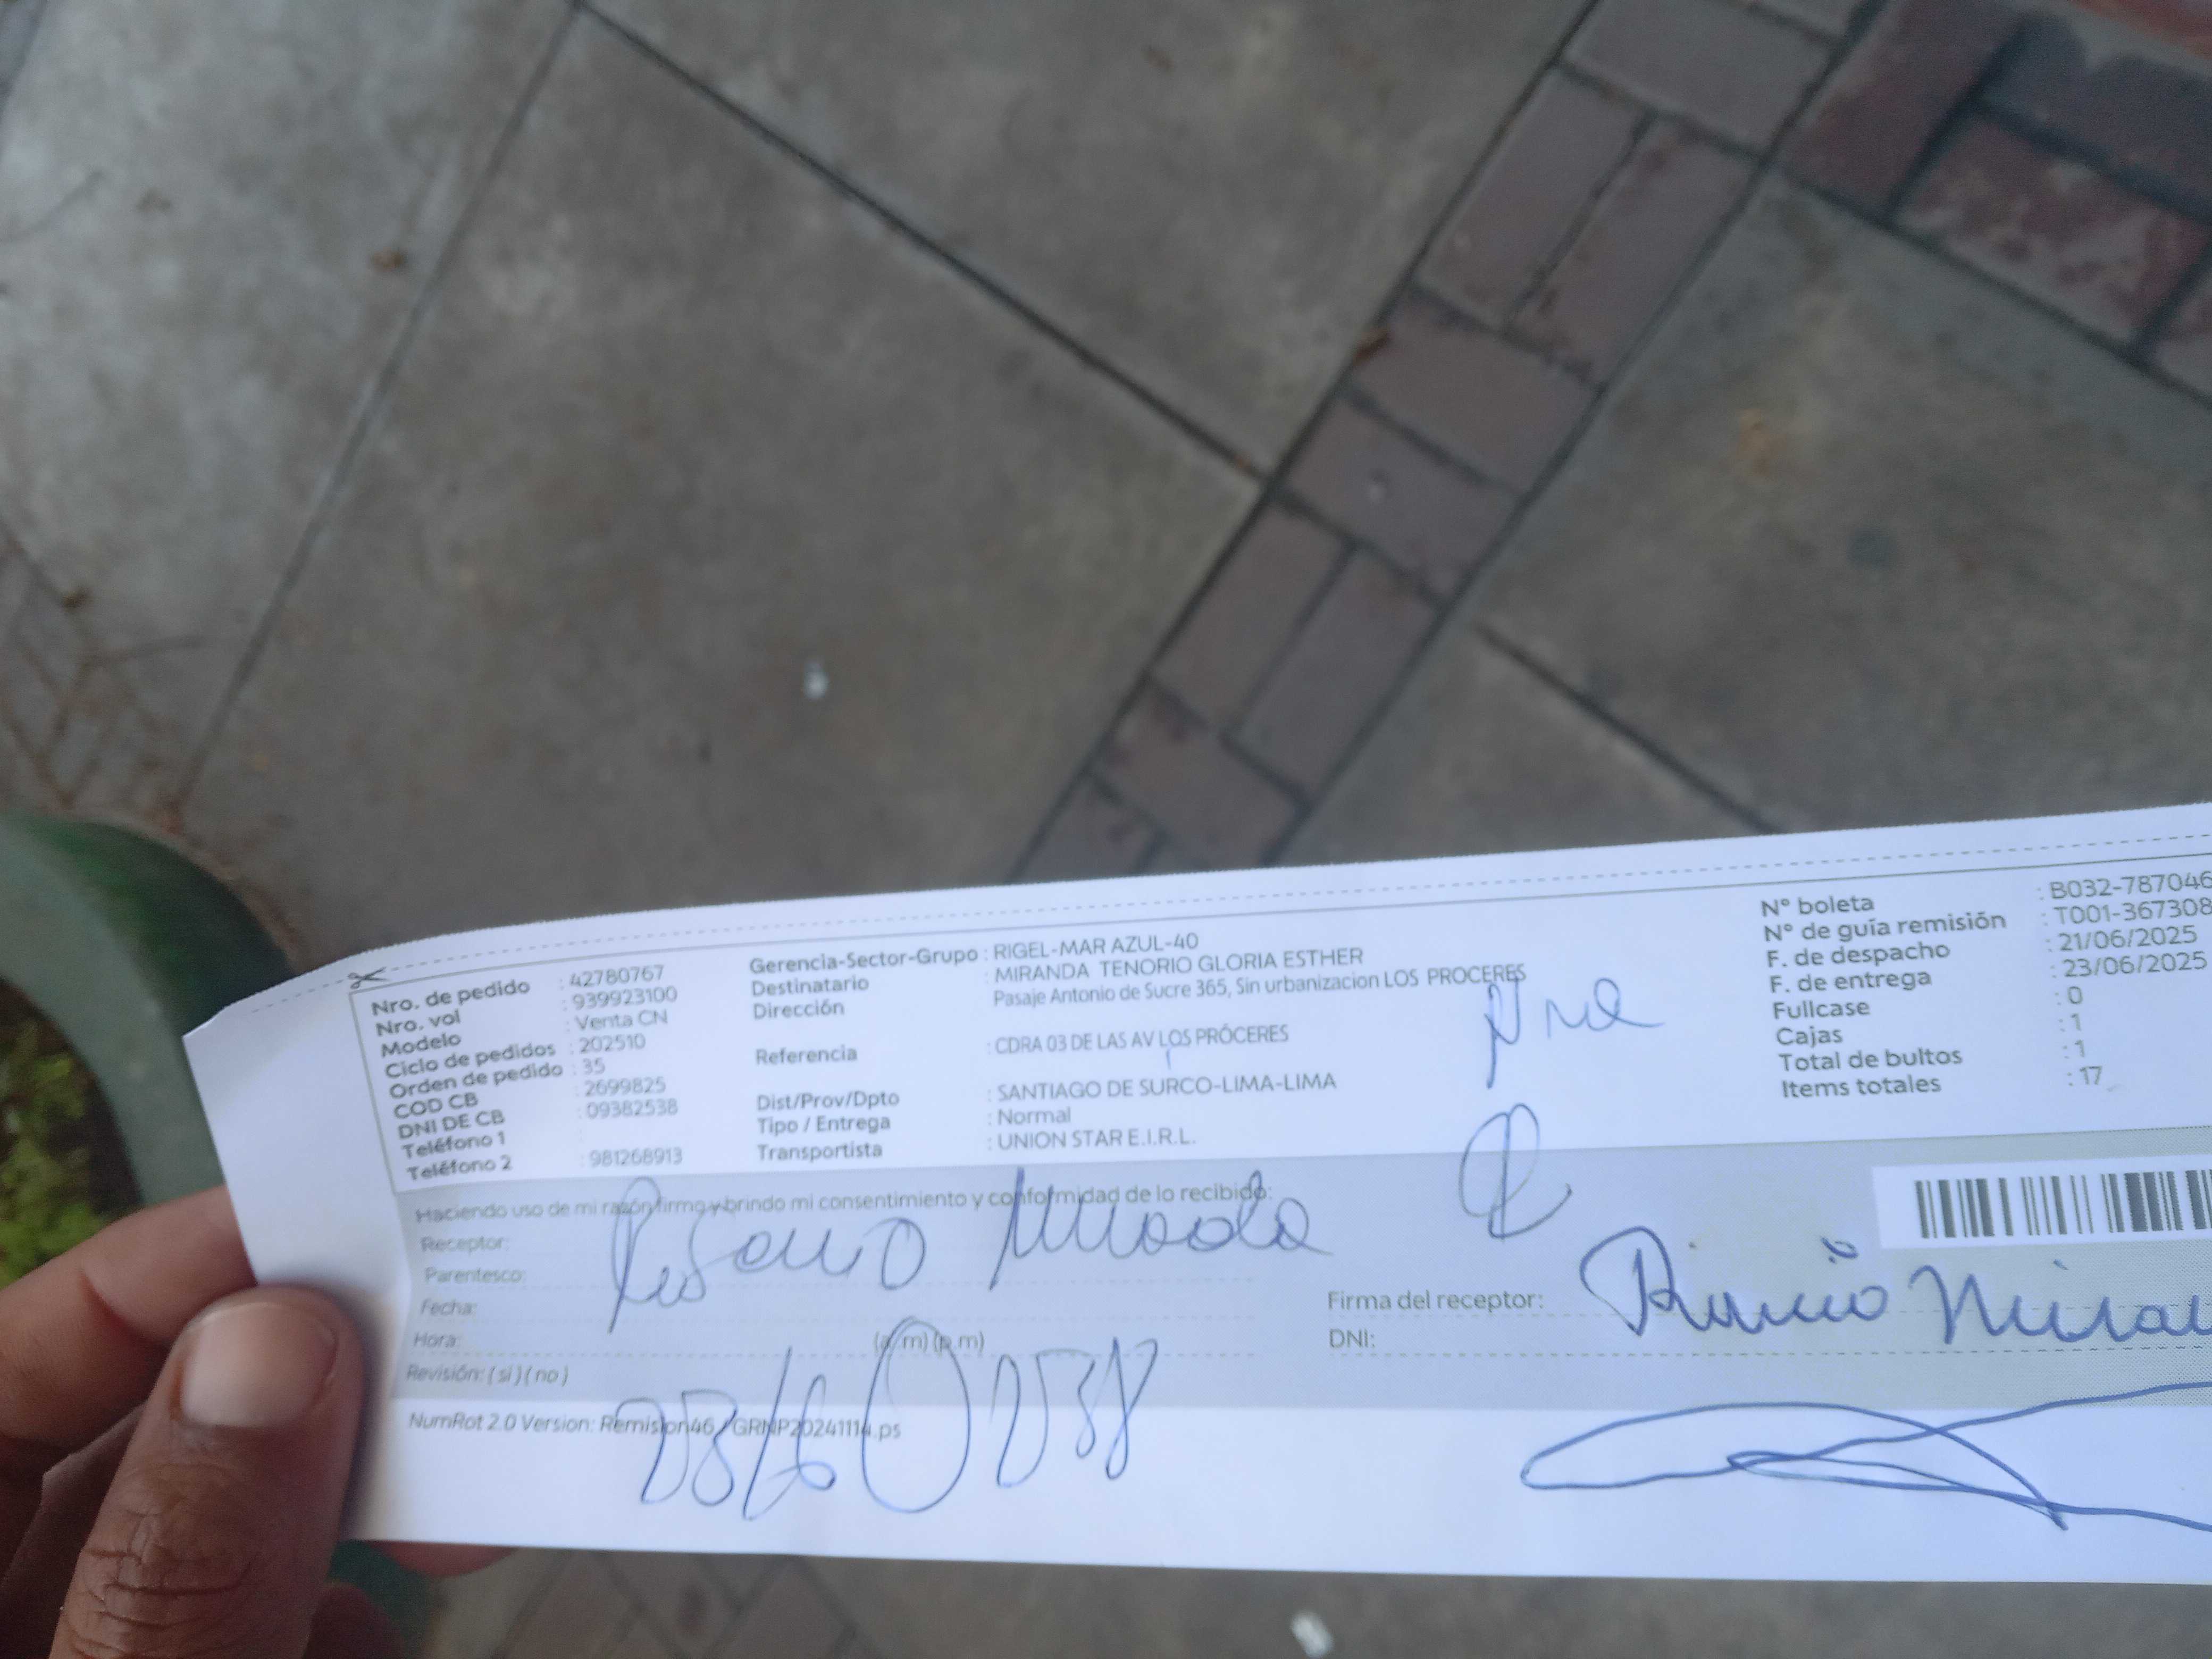 Nro. de pedido : 42780767
Nro. vol : 939923100
Modelo : Venta CN
Ciclo de pedidos : 202510
Orden de pedido : 35
COD CB : 2699825
DNI DE CB : 09382538
Teléfono 1 :
Teléfono 2 : 981268913
Gerencia-Sector-Grupo : RIGEL-MAR AZUL-40
Destinatario : MIRANDA TENORIO GLORIA ESTHER
Dirección Pasaje Antonio de Sucre 365, Sin urbanizacion LOS PROCERES
Referencia : CDRA 03 DE LAS AV LOS PRÓCERES
Dist/Prov/Dpto : SANTIAGO DE SURCO-LIMA-LIMA
Tipo / Entrega : Normal
Transportista : UNION STAR E.I.R.L.
N° boleta : B032-787046
N° de guía remisión : T001-367308
F. de despacho : 21/06/2025
F. de entrega : 23/06/2025
Fullcase : 0
Cajas : 1
Total de bultos : 1
Items totales : 17
Haciendo uso de mi razón firmo y brindo mi consentimiento y conformidad de lo recibido:
Receptor:
Parentesco:
Fecha:
Hora: (a.m) (p.m)
Revisión: ( si ) ( no )
Firma del receptor:
DNI:
NumRot 2.0 Version: Remision46 /GRNP20241114.ps
23/6